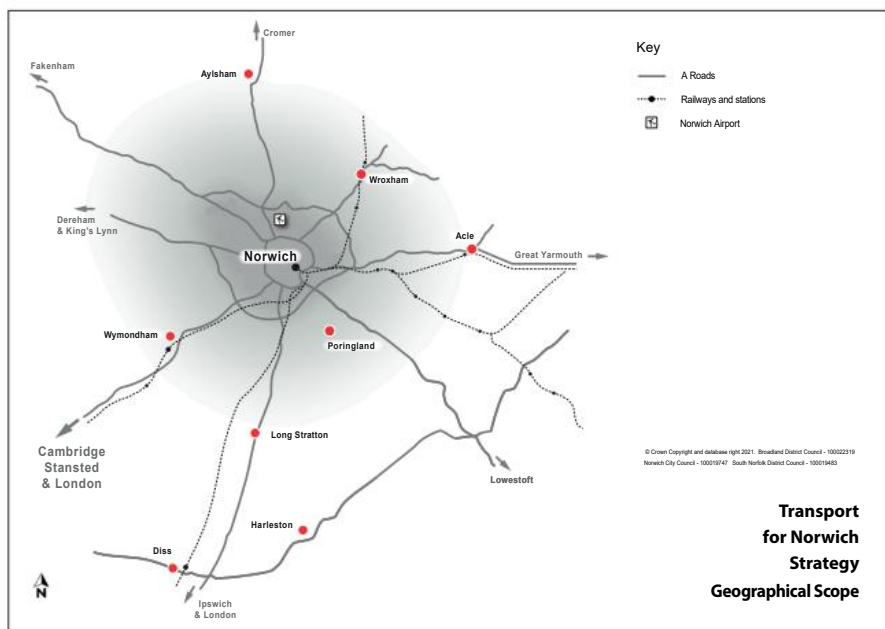 Cromer
Key
Fakenham
Aylsham
A Roads
Railways and stations
Norwich Airport
Wroxham
Dereham
& King's Lynn
Acle
Great Yarmouth
Norwich
Wymondham
Poringland
Cambridge
Stansted
& London
Long Stratton
© Crown Copyright and database right 2021. Broadland District Council - 100022319
Norwich City Council - 100019747 South Norfolk District Council - 100019483
Lowestoft
Transport
for Norwich
Strategy
Geographical Scope
Harleston
Diss
N
Ipswich
& London